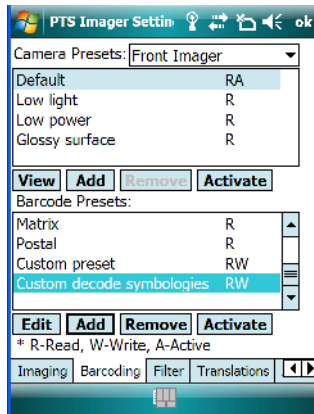 PTS Imager Settin ok
Camera Presets: Front Imager
Default RA
Low light R
Low power R
Glossy surface R
View Add Remove Activate
Barcode Presets:
Matrix R
Postal R
Custom preset RW
Custom decode symbologies RW
Edit Add Remove Activate
* R-Read, W-Write, A-Active
Imaging Barcoding Filter Translations